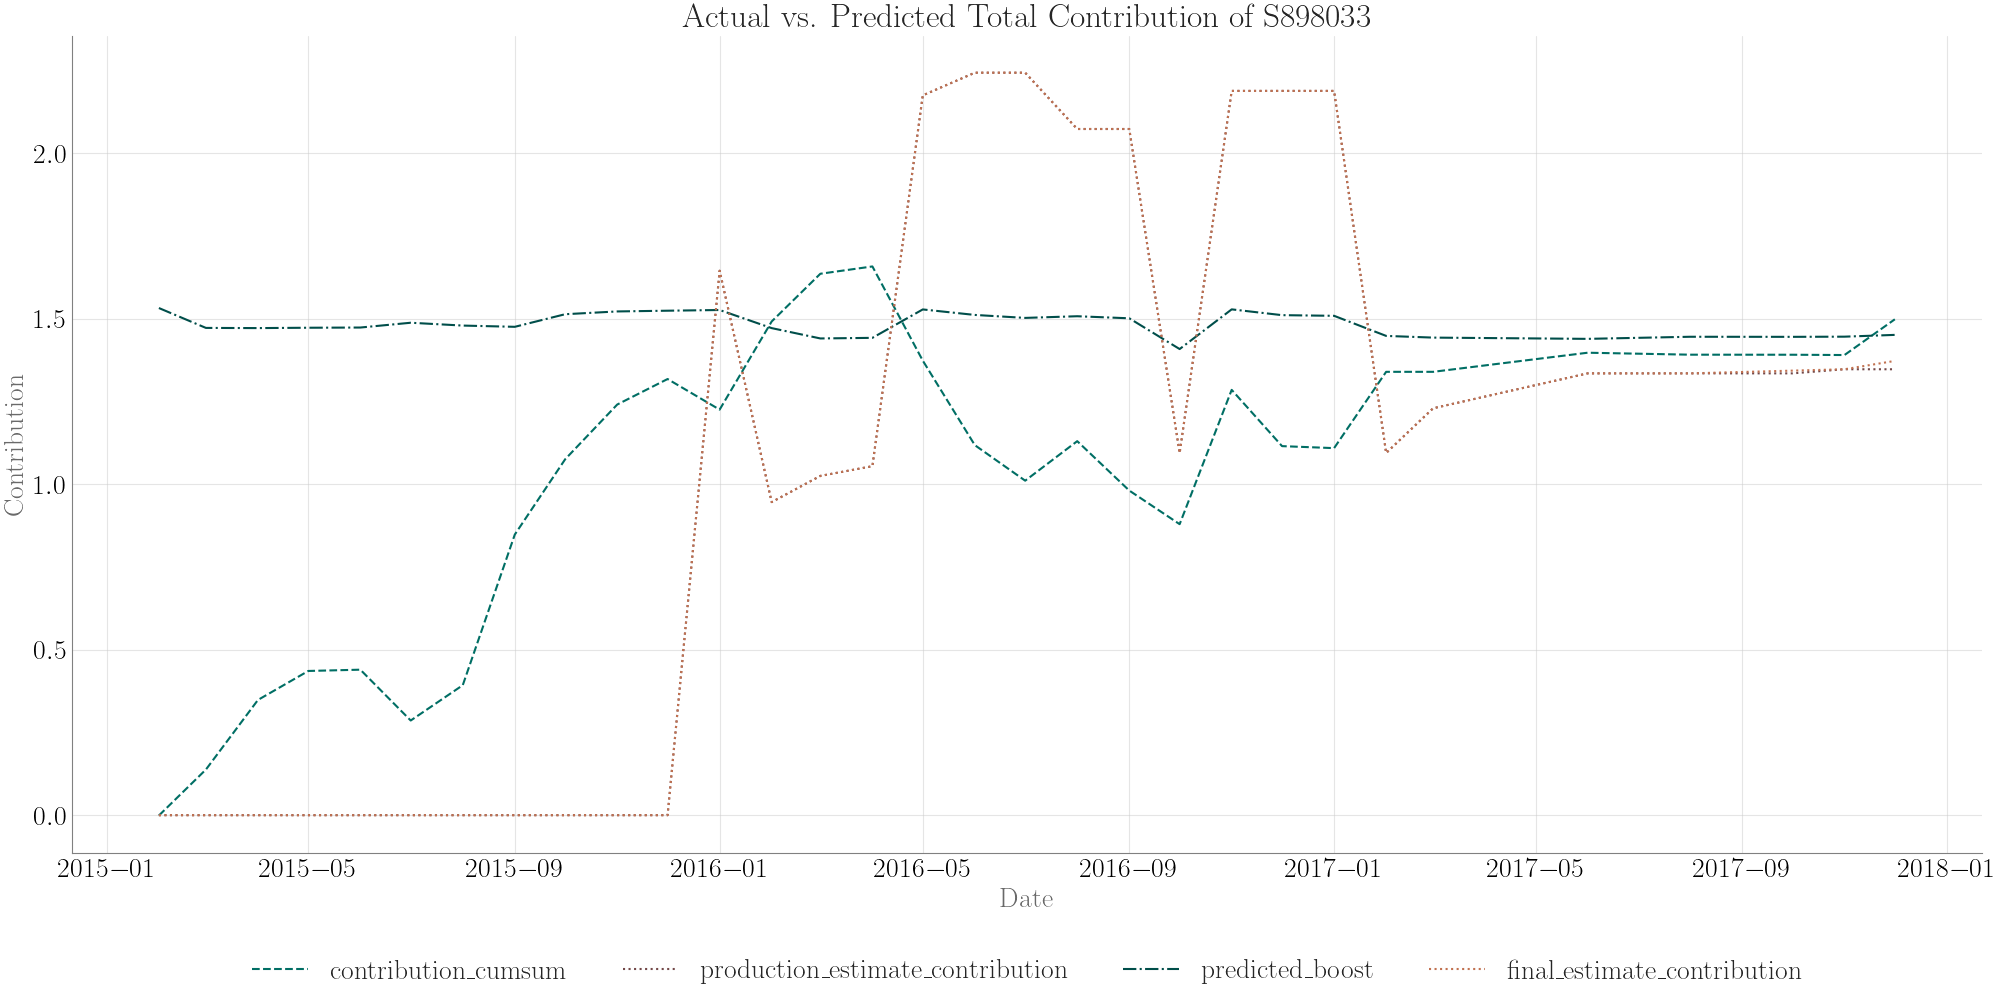 Actual vs. Predicted Total Contribution of S898033
Contribution
2.0
1.5
1.0
0.5
0.0
2015−01 2015−05 2015−09 2016−01 2016−05 2016−09 2017−01 2017−05 2017−09 2018−01
Date
contribution_cumsum production_estimate_contribution predicted_boost final_estimate_contribution